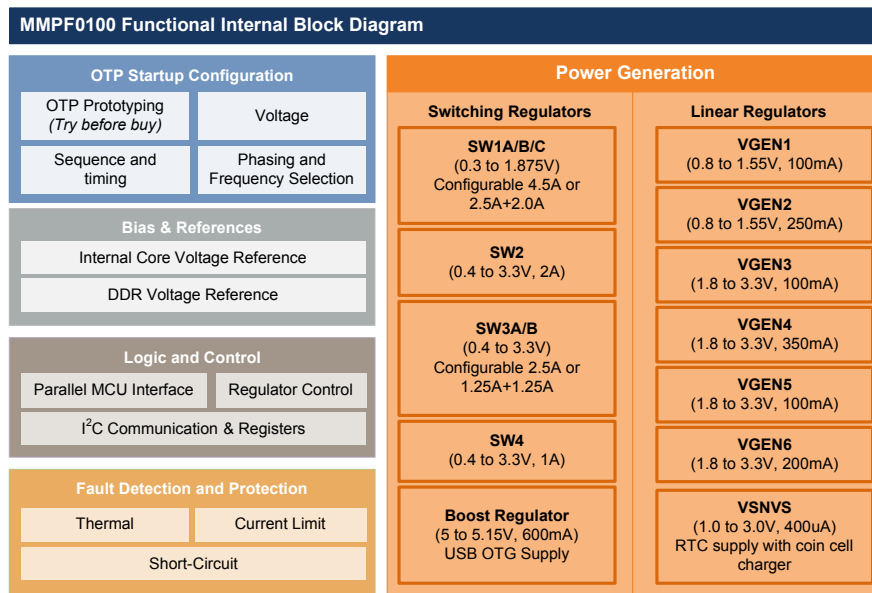 MMPF0100 Functional Internal Block Diagram
OTP Startup Configuration
OTP Prototyping
(Try before buy)
Voltage
Sequence and
timing
Phasing and
Frequency Selection
Bias & References
Internal Core Voltage Reference
DDR Voltage Reference
Logic and Control
Parallel MCU Interface
Regulator Control
I²C Communication & Registers
Fault Detection and Protection
Thermal
Current Limit
Short-Circuit
Power Generation
Switching Regulators
SW1A/B/C
(0.3 to 1.875V)
Configurable 4.5A or
2.5A+2.0A
SW2
(0.4 to 3.3V, 2A)
SW3A/B
(0.4 to 3.3V)
Configurable 2.5A or
1.25A+1.25A
SW4
(0.4 to 3.3V, 1A)
Boost Regulator
(5 to 5.15V, 600mA)
USB OTG Supply
Linear Regulators
VGEN1
(0.8 to 1.55V, 100mA)
VGEN2
(0.8 to 1.55V, 250mA)
VGEN3
(1.8 to 3.3V, 100mA)
VGEN4
(1.8 to 3.3V, 350mA)
VGEN5
(1.8 to 3.3V, 100mA)
VGEN6
(1.8 to 3.3V, 200mA)
VSNVS
(1.0 to 3.0V, 400uA)
RTC supply with coin cell
charger